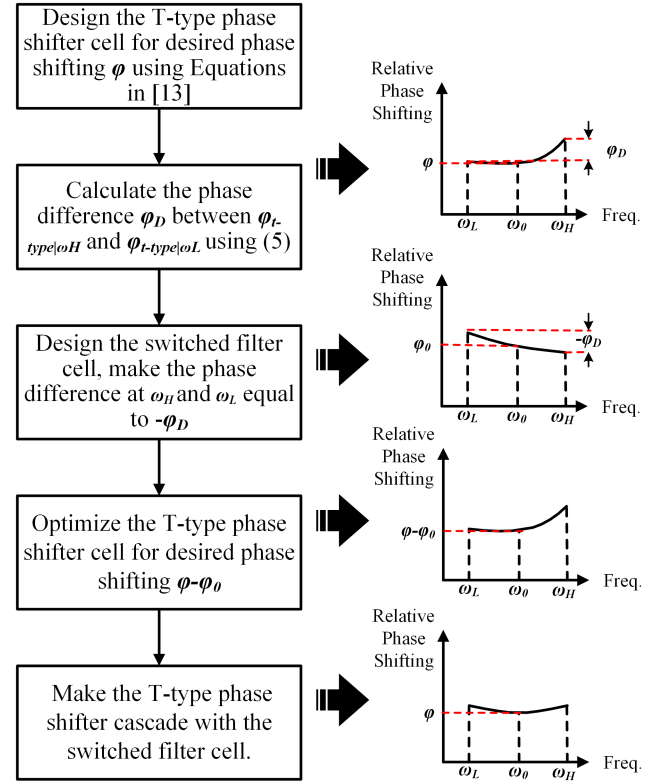 Design the T-type phase
shifter cell for desired phase
shifting φ using Equations
in [13]
Calculate the phase
difference φD between φt-
type|ωH and φt-type|ωL using (5)
Design the switched filter
cell, make the phase
difference at ωH and ωL equal
to -φD
Optimize the T-type phase
shifter cell for desired phase
shifting φ-φ0
Make the T-type phase
shifter cascade with the
switched filter cell.
Relative
Phase
Shifting
φ
φD
ωL
ω0
ωH
Freq.
Relative
Phase
Shifting
φ0
-φD
ωL
ω0
ωH
Freq.
Relative
Phase
Shifting
φ-φ0
ωL
ω0
ωH
Freq.
Relative
Phase
Shifting
φ
ωL
ω0
ωH
Freq.